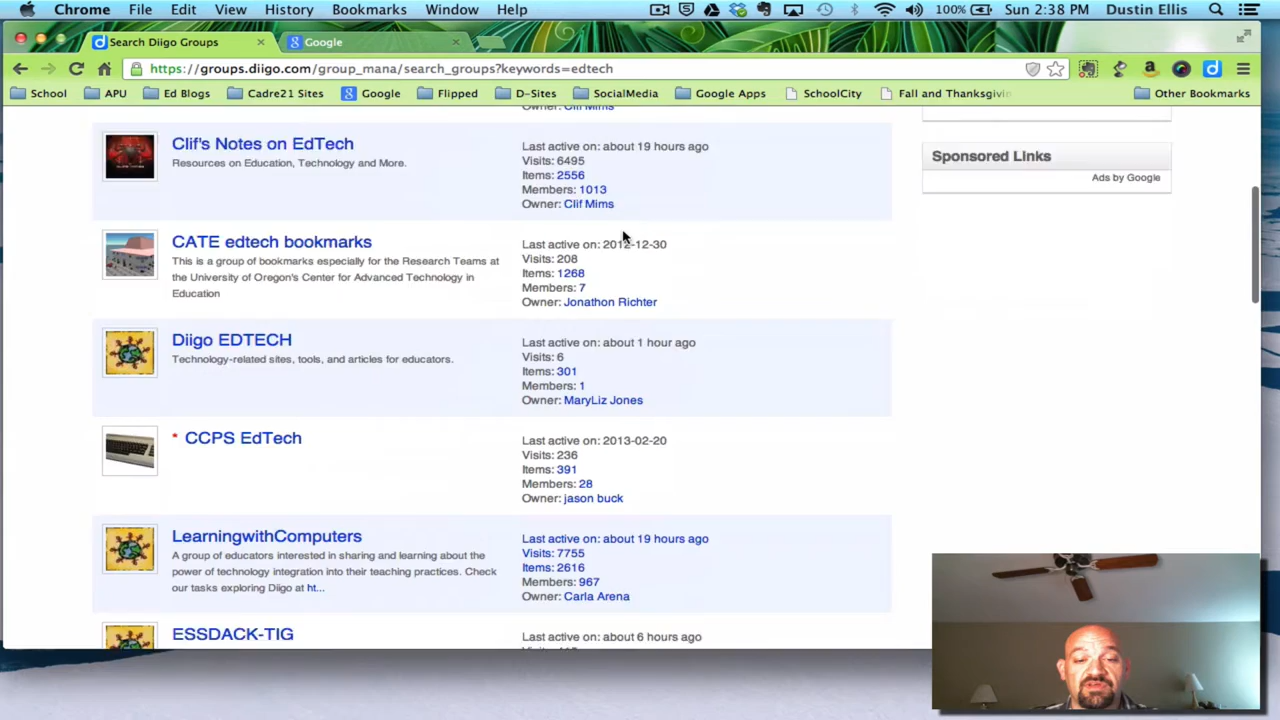 Chrome File Edit View History Bookmarks Window Help 100% Sun 2:38 PM Dustin Ellis
Search Diigo Groups Google
https://groups.diigo.com/group_mana/search_groups?keywords=edtech
School APU Ed Blogs Cadre21 Sites Google Flipped D-Sites SocialMedia Google Apps SchoolCity Fall and Thanksgivin Other Bookmarks
Owner: Clif Mims
Clif's Notes on EdTech
Resources on Education, Technology and More.
Last active on: about 19 hours ago
Visits: 6495
Items: 2556
Members: 1013
Owner: Clif Mims
Sponsored Links
Ads by Google
CATE edtech bookmarks
This is a group of bookmarks especially for the Research Teams at
the University of Oregon's Center for Advanced Technology in
Education
Last active on: 2012-12-30
Visits: 208
Items: 1268
Members: 7
Owner: Jonathon Richter
Diigo EDTECH
Technology-related sites, tools, and articles for educators.
Last active on: about 1 hour ago
Visits: 6
Items: 301
Members: 1
Owner: MaryLiz Jones
* CCPS EdTech
Last active on: 2013-02-20
Visits: 236
Items: 391
Members: 28
Owner: jason buck
LearningwithComputers
A group of educators interested in sharing and learning about the
power of technology integration into their teaching practices. Check
our tasks exploring Diigo at ht...
Last active on: about 19 hours ago
Visits: 7755
Items: 2616
Members: 967
Owner: Carla Arena
ESSDACK-TIG
Last active on: about 6 hours ago